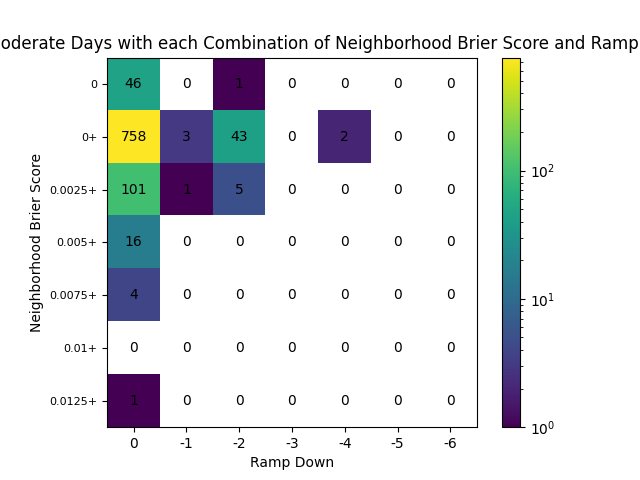 oderate Days with each Combination of Neighborhood Brier Score and Ramp
Neighborhood Brier Score
0 46 0 1 0 0 0 0
0+ 758 3 43 0 2 0 0
0.0025+ 101 1 5 0 0 0 0
0.005+ 16 0 0 0 0 0 0
0.0075+ 4 0 0 0 0 0 0
0.01+ 0 0 0 0 0 0 0
0.0125+ 1 0 0 0 0 0 0
0 -1 -2 -3 -4 -5 -6
Ramp Down
10²
10¹
10⁰